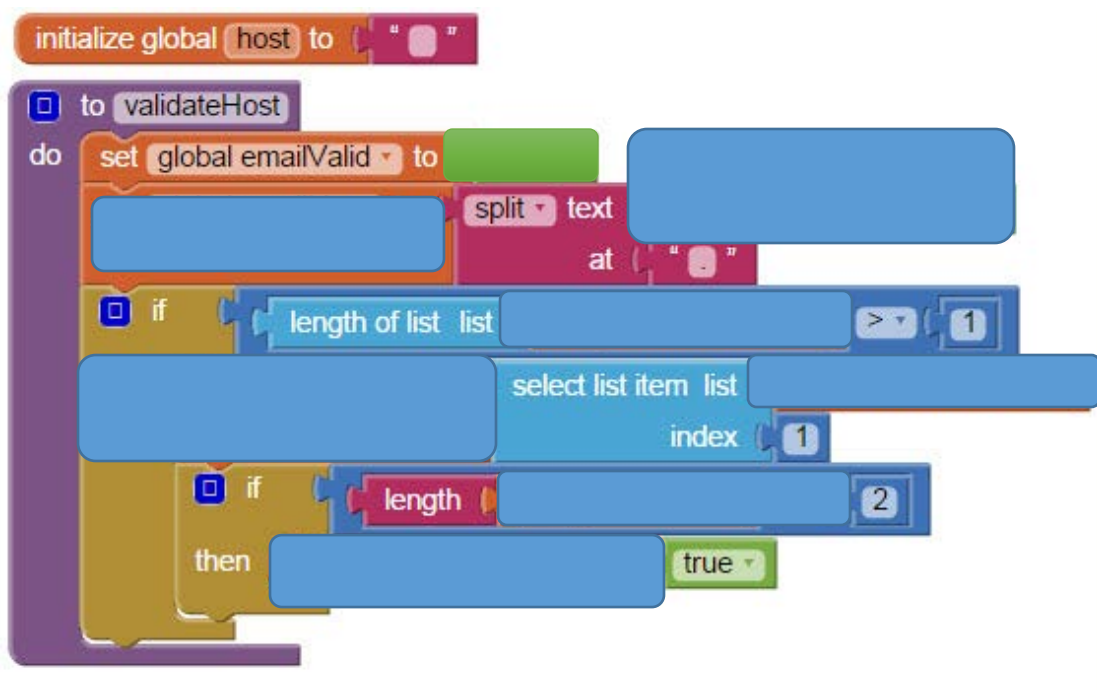 initialize global host to " "
to validateHost
do set global emailValid to
split text
at " . "
if length of list list > 1
select list item list
index 1
if length 2
then true